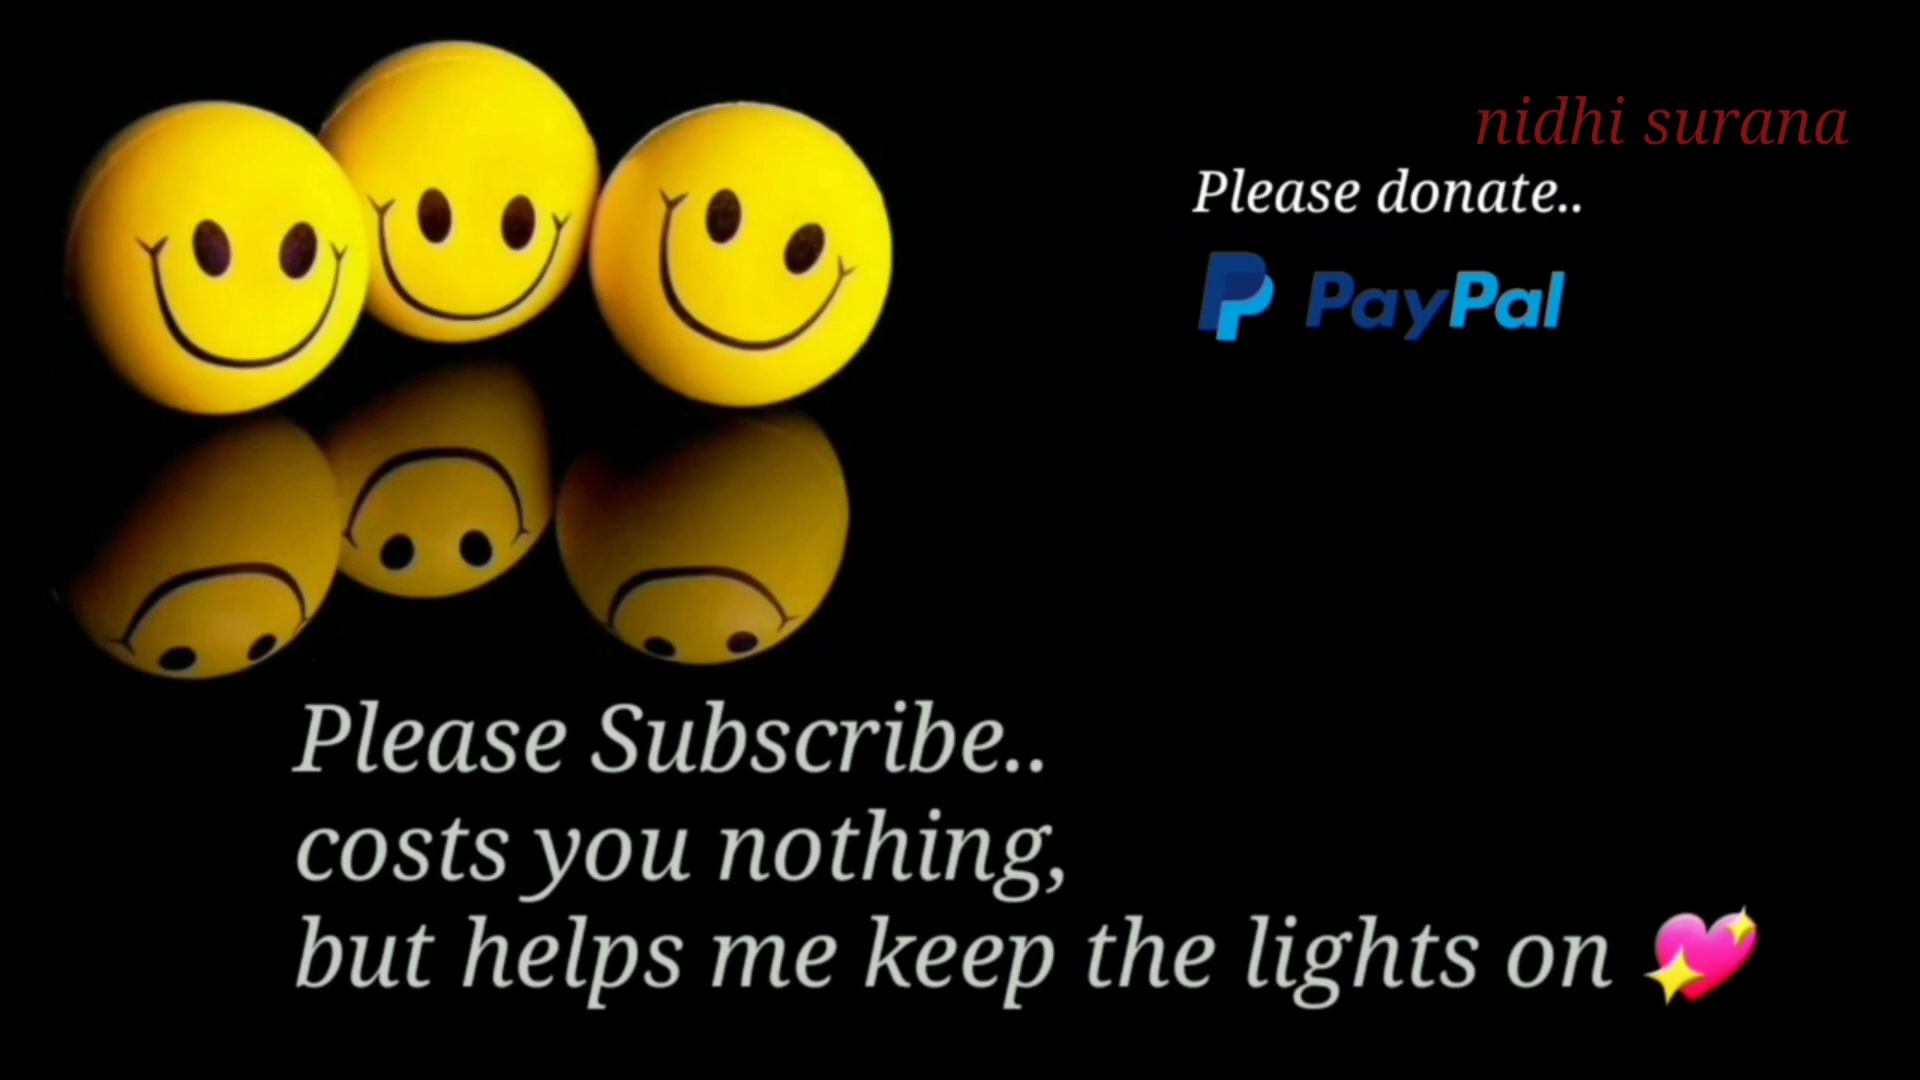 nidhi surana
Please donate..
PayPal
Please Subscribe..
costs you nothing,
but helps me keep the lights on 💖